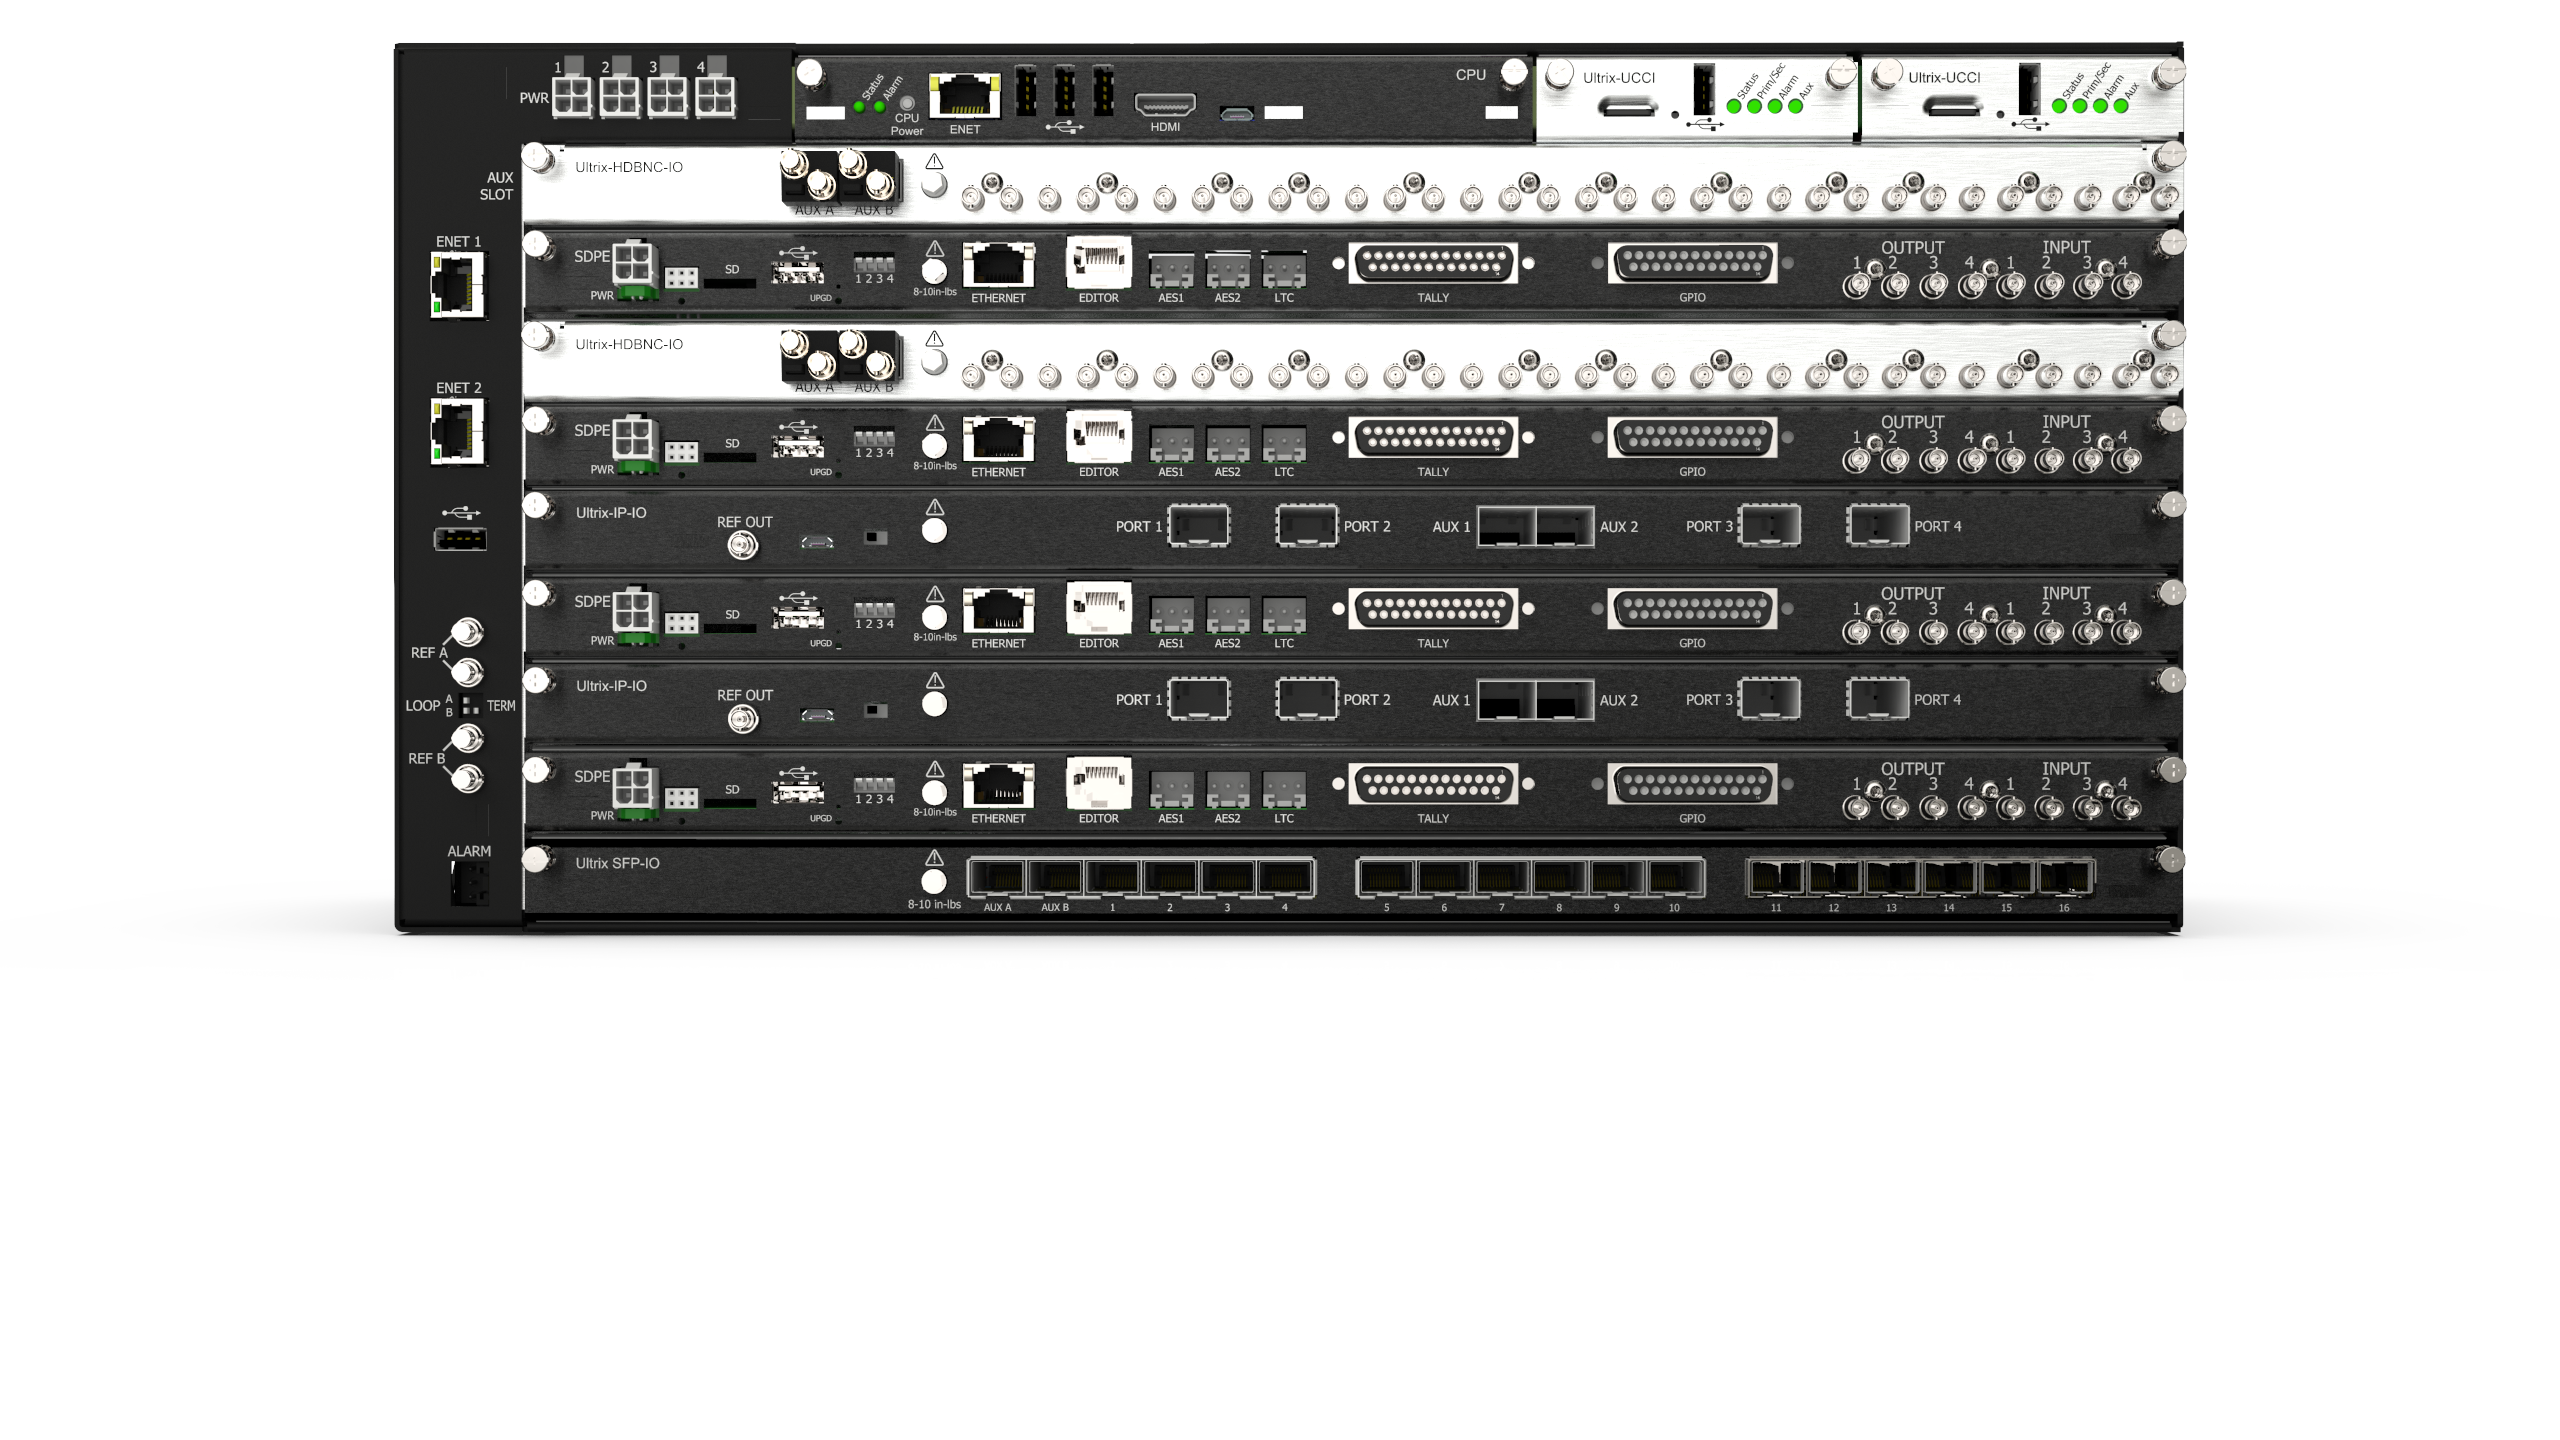 PWR 1 2 3 4
Status Alarm
CPU
Power
ENET
HDMI
CPU
Ultrix-UCCI
Status Prim/Sec Alarm Aux
Ultrix-UCCI
Status Prim/Sec Alarm Aux
AUX
SLOT
ENET 1
ENET 2
REF A
LOOP A B TERM
REF B
ALARM
Ultrix-HDBNC-IO
AUX A AUX B
SDPE SD OUTPUT INPUT
1 2 3 4 1 2 3 4
1 2 3 4
PWR UPGD 8-10in-lbs ETHERNET EDITOR AES1 AES2 LTC TALLY GPIO
Ultrix-HDBNC-IO
AUX A AUX B
SDPE SD OUTPUT INPUT
1 2 3 4 1 2 3 4
1 2 3 4
PWR UPGD 8-10in-lbs ETHERNET EDITOR AES1 AES2 LTC TALLY GPIO
Ultrix-IP-IO
REF OUT PORT 1 PORT 2 AUX 1 AUX 2 PORT 3 PORT 4
SDPE SD OUTPUT INPUT
1 2 3 4 1 2 3 4
1 2 3 4
PWR UPGD 8-10in-lbs ETHERNET EDITOR AES1 AES2 LTC TALLY GPIO
Ultrix-IP-IO
REF OUT PORT 1 PORT 2 AUX 1 AUX 2 PORT 3 PORT 4
SDPE SD OUTPUT INPUT
1 2 3 4 1 2 3 4
1 2 3 4
PWR UPGD 8-10in-lbs ETHERNET EDITOR AES1 AES2 LTC TALLY GPIO
Ultrix SFP-IO
8-10 in-lbs AUX A AUX B 1 2 3 4 5 6 7 8 9 10 11 12 13 14 15 16